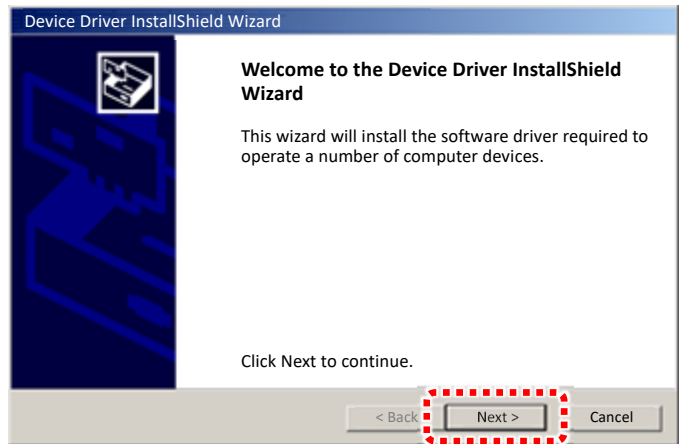 Device Driver InstallShield Wizard
Welcome to the Device Driver InstallShield
Wizard
This wizard will install the software driver required to
operate a number of computer devices.
Click Next to continue.
< Back
Next >
Cancel